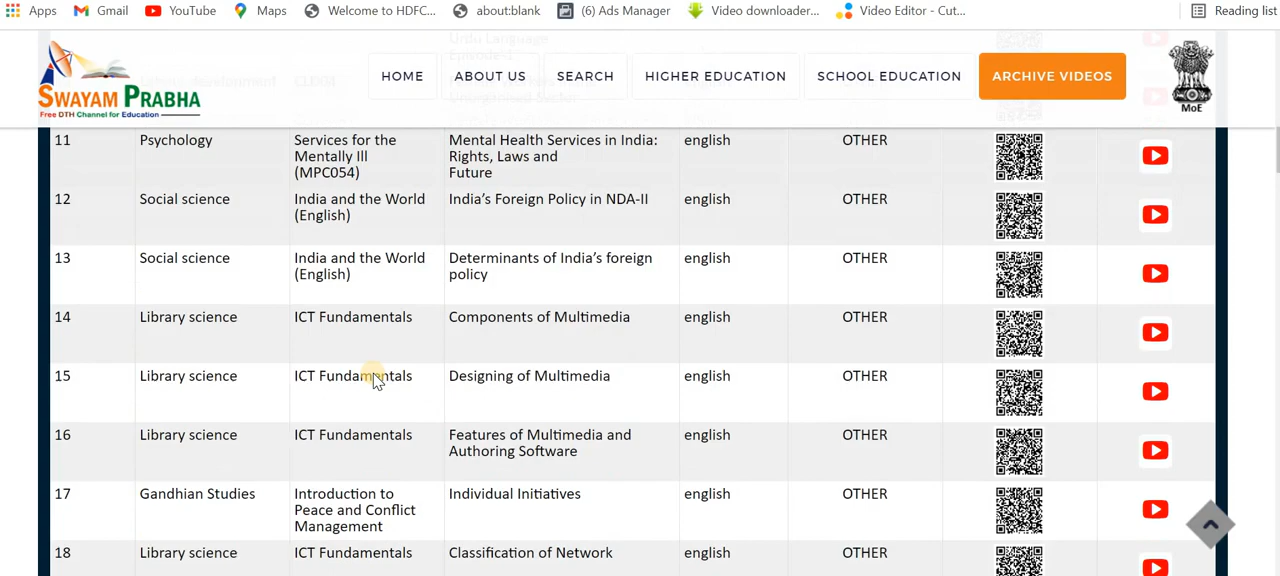 Apps Gmail YouTube Maps Welcome to HDFC... about:blank (6) Ads Manager Video downloader... Video Editor - Cut... Reading list
Urdu Language
SWAYAM PRABHA
Free DTH Channel for Education
HOME ABOUT US SEARCH HIGHER EDUCATION SCHOOL EDUCATION ARCHIVE VIDEOS
MoE
11 Psychology Services for the Mental Health Services in India: english OTHER
Mentally Ill Rights, Laws and
(MPC054) Future
12 Social science India and the World India’s Foreign Policy in NDA-II english OTHER
(English)
13 Social science India and the World Determinants of India’s foreign english OTHER
(English) policy
14 Library science ICT Fundamentals Components of Multimedia english OTHER
15 Library science ICT Fundamentals Designing of Multimedia english OTHER
16 Library science ICT Fundamentals Features of Multimedia and english OTHER
Authoring Software
17 Gandhian Studies Introduction to Individual Initiatives english OTHER
Peace and Conflict
Management
18 Library science ICT Fundamentals Classification of Network english OTHER